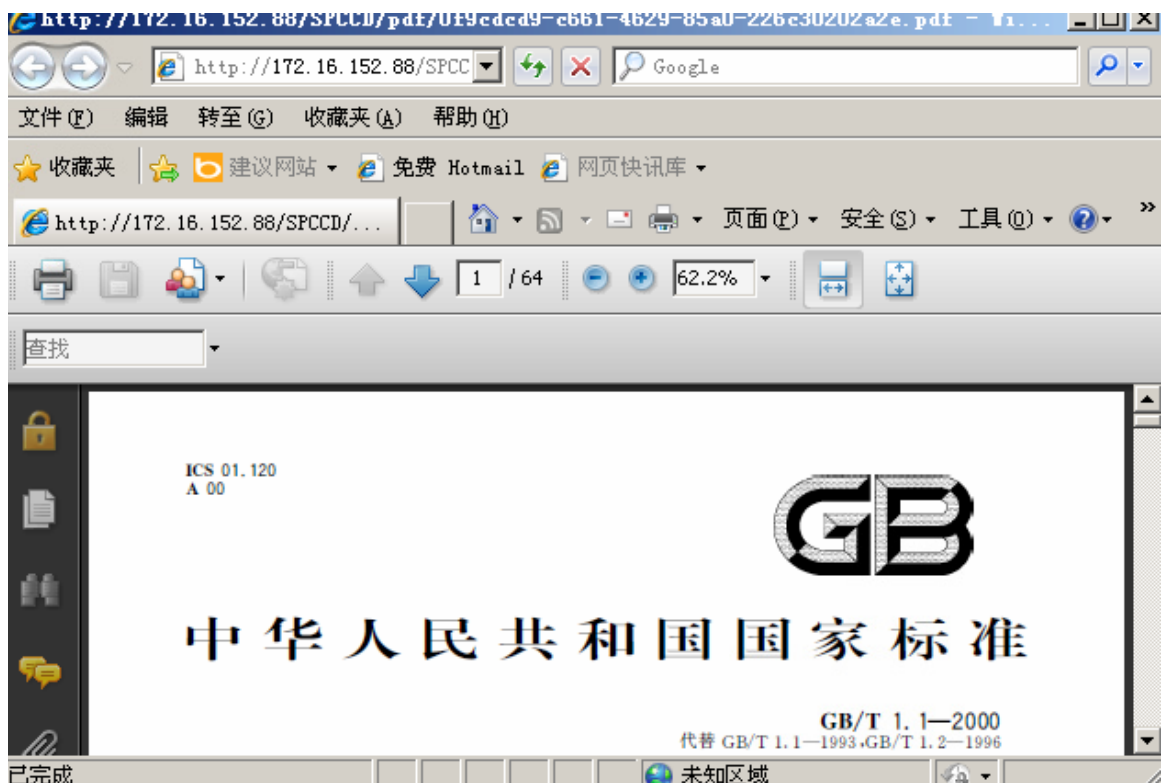 http://172.16.152.88/SPCCD/pdf/0f9cdcd9-c661-4629-85a0-226c30202a2e.pdf - Wi...
http://172.16.152.88/SPCC
Google
文件(F) 编辑 转至(G) 收藏夹(A) 帮助(H)
收藏夹 建议网站 免费 Hotmail 网页快讯库
http://172.16.152.88/SPCCD/... 页面(P) 安全(S) 工具(O) »
1 / 64 62.2%
查找
ICS 01.120
A 00
GB
中华人民共和国国家标准
GB/T 1.1—2000
代替 GB/T 1.1—1993,GB/T 1.2—1996
已完成 未知区域